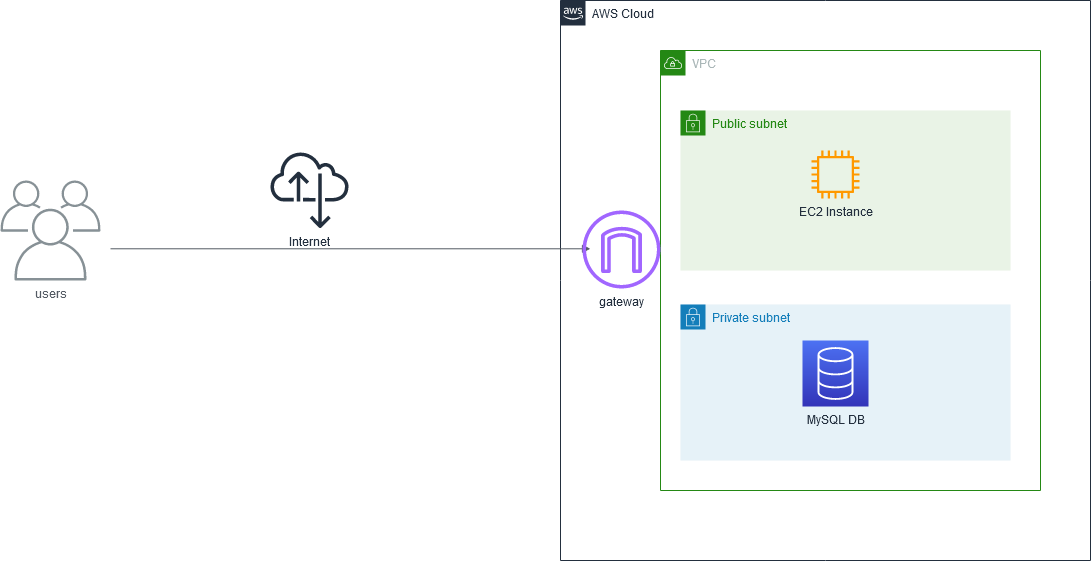 aws
AWS Cloud
VPC
Public subnet
EC2 Instance
Internet
users
gateway
Private subnet
MySQL DB